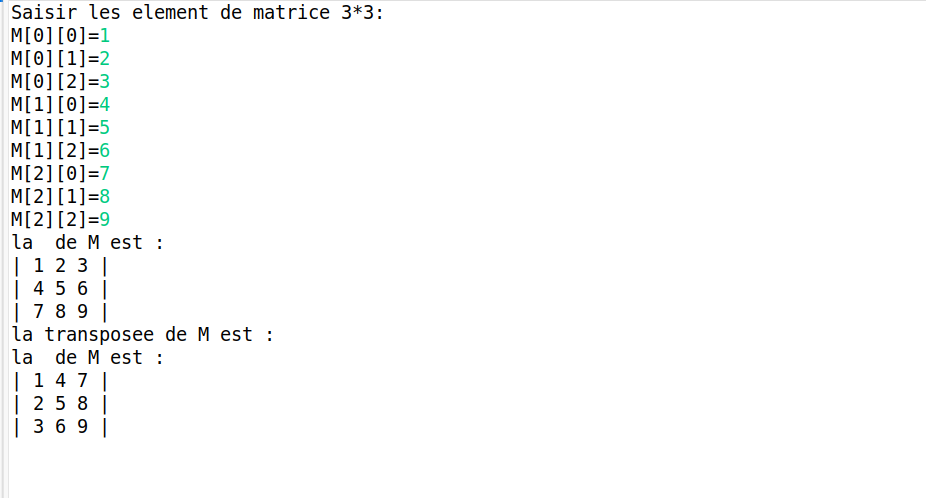 Saisir les element de matrice 3*3:
M[0][0]=1
M[0][1]=2
M[0][2]=3
M[1][0]=4
M[1][1]=5
M[1][2]=6
M[2][0]=7
M[2][1]=8
M[2][2]=9
la  de M est :
| 1 2 3 |
| 4 5 6 |
| 7 8 9 |
la transposee de M est :
la  de M est :
| 1 4 7 |
| 2 5 8 |
| 3 6 9 |